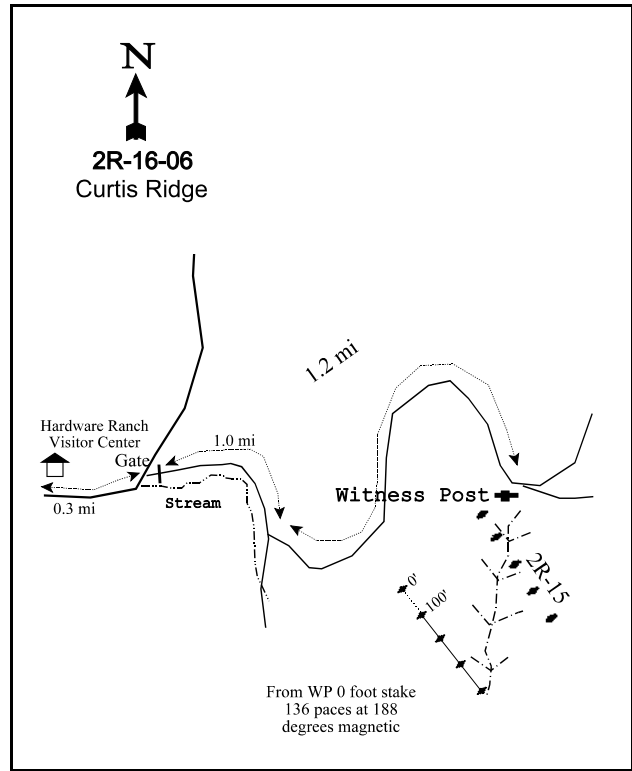 N
2R-16-06
Curtis Ridge
1.2 mi
Hardware Ranch
Visitor Center
Gate
1.0 mi
0.3 mi
Stream
Witness Post
2R-15
0'
100'
From WP 0 foot stake
136 paces at 188
degrees magnetic